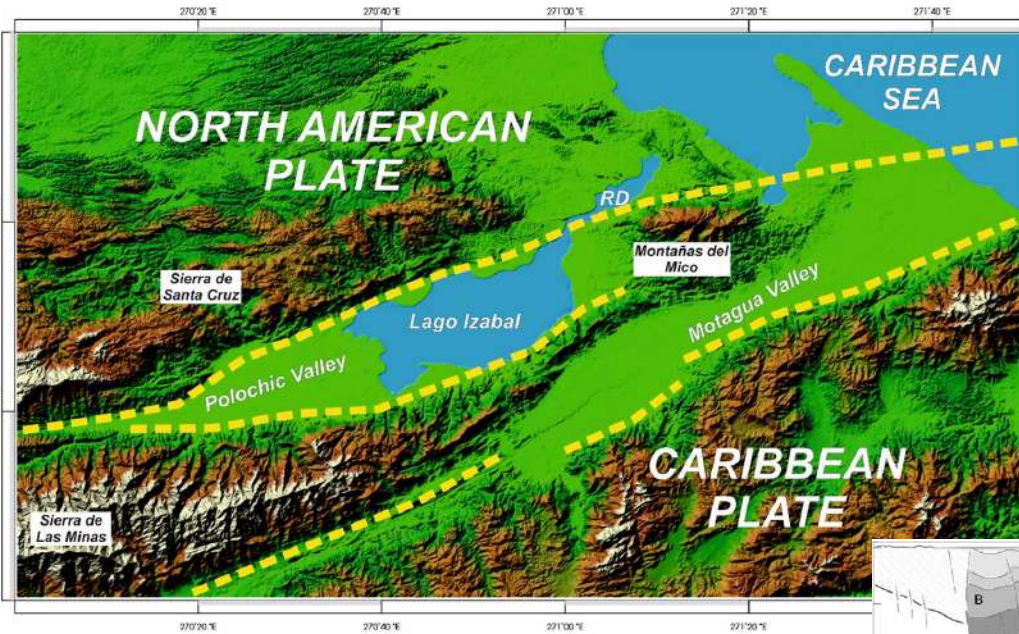 270°20 'E
270°40 'E
271°00 'E
271°20 'E
271°40 'E
CARIBBEAN
SEA
NORTH AMERICAN
PLATE
RD
Montañas del
Mico
Sierra de
Santa Cruz
Lago Izabal
Motagua Valley
Polochic Valley
CARIBBEAN
PLATE
Sierra de
Las Minas
B
270°20 'E
270°40 'E
271°00 'E
271°20 'E